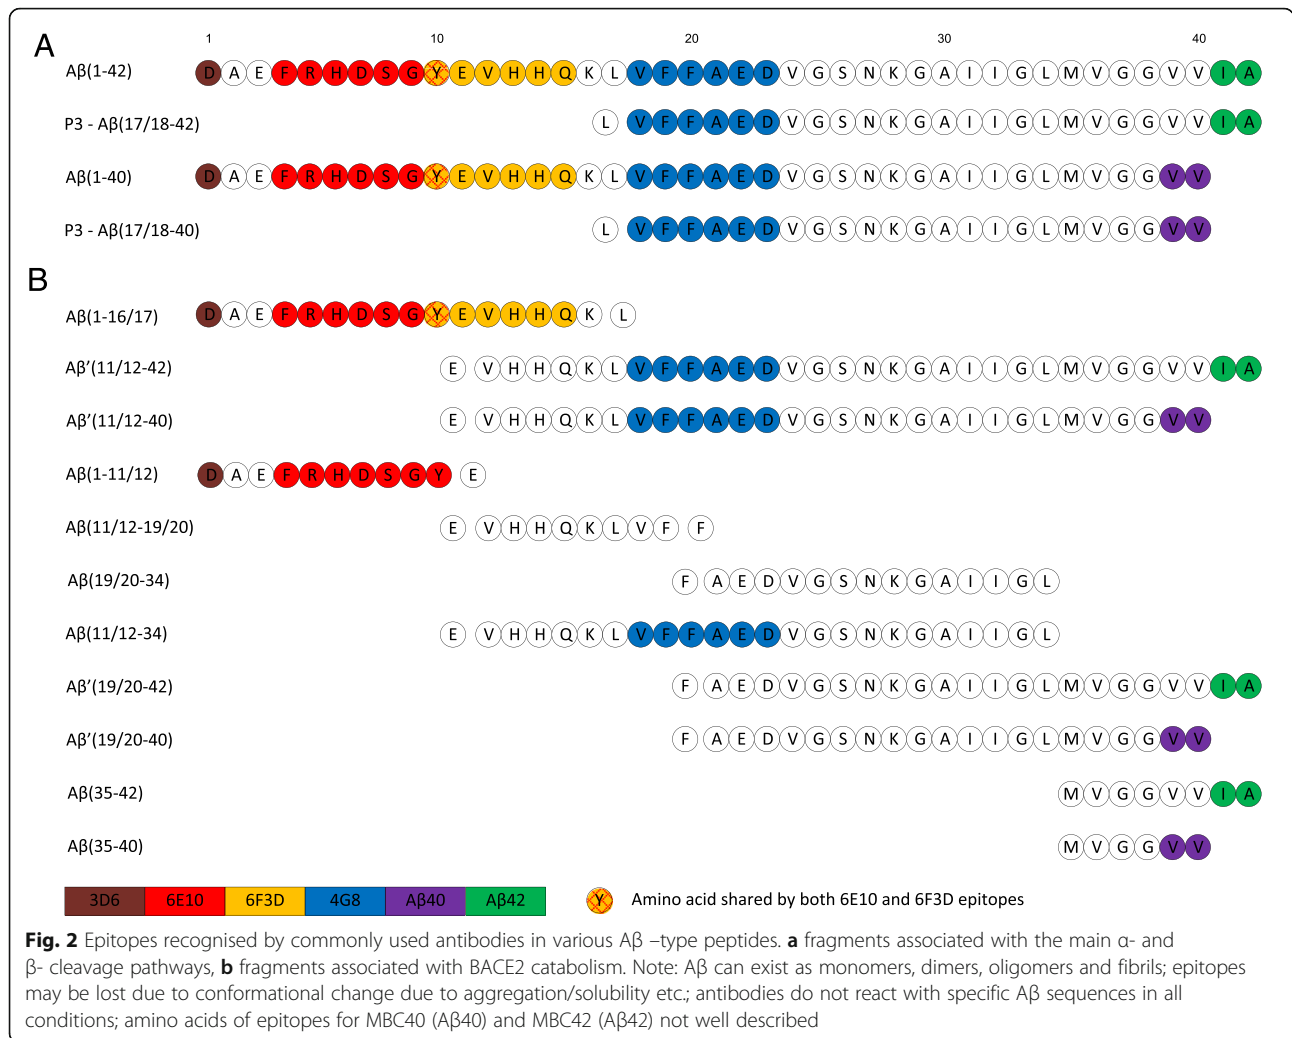 A
1 10 20 30 40
Aβ(1-42) D A E F R H D S G Y E V H H Q K L V F F A E D V G S N K G A I I G L M V G G V V I A
P3 - Aβ(17/18-42) L V F F A E D V G S N K G A I I G L M V G G V V I A
Aβ(1-40) D A E F R H D S G Y E V H H Q K L V F F A E D V G S N K G A I I G L M V G G V V
P3 - Aβ(17/18-40) L V F F A E D V G S N K G A I I G L M V G G V V
B
Aβ(1-16/17) D A E F R H D S G Y E V H H Q K L
Aβ’(11/12-42) E V H H Q K L V F F A E D V G S N K G A I I G L M V G G V V I A
Aβ’(11/12-40) E V H H Q K L V F F A E D V G S N K G A I I G L M V G G V V
Aβ(1-11/12) D A E F R H D S G Y E
Aβ(11/12-19/20) E V H H Q K L V F F
Aβ(19/20-34) F A E D V G S N K G A I I G L
Aβ(11/12-34) E V H H Q K L V F F A E D V G S N K G A I I G L
Aβ’(19/20-42) F A E D V G S N K G A I I G L M V G G V V I A
Aβ’(19/20-40) F A E D V G S N K G A I I G L M V G G V V
Aβ(35-42) M V G G V V I A
Aβ(35-40) M V G G V V
3D6 6E10 6F3D 4G8 Aβ40 Aβ42 Y Amino acid shared by both 6E10 and 6F3D epitopes
Fig. 2 Epitopes recognised by commonly used antibodies in various Aβ –type peptides. a fragments associated with the main α- and
β- cleavage pathways, b fragments associated with BACE2 catabolism. Note: Aβ can exist as monomers, dimers, oligomers and fibrils; epitopes
may be lost due to conformational change due to aggregation/solubility etc.; antibodies do not react with specific Aβ sequences in all
conditions; amino acids of epitopes for MBC40 (Aβ40) and MBC42 (Aβ42) not well described